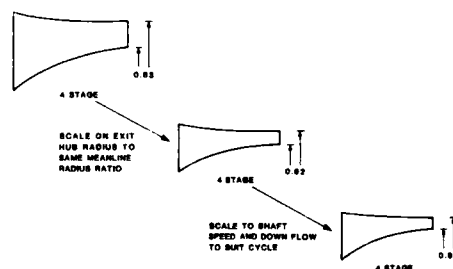 0.83
4 STAGE
SCALE ON EXIT
HUB RADIUS TO
SAME MEANLINE
RADIUS RATIO
0.92
4 STAGE
SCALE TO SHAFT
SPEED AND DOWN FLOW
TO SUIT CYCLE
4 STAGE